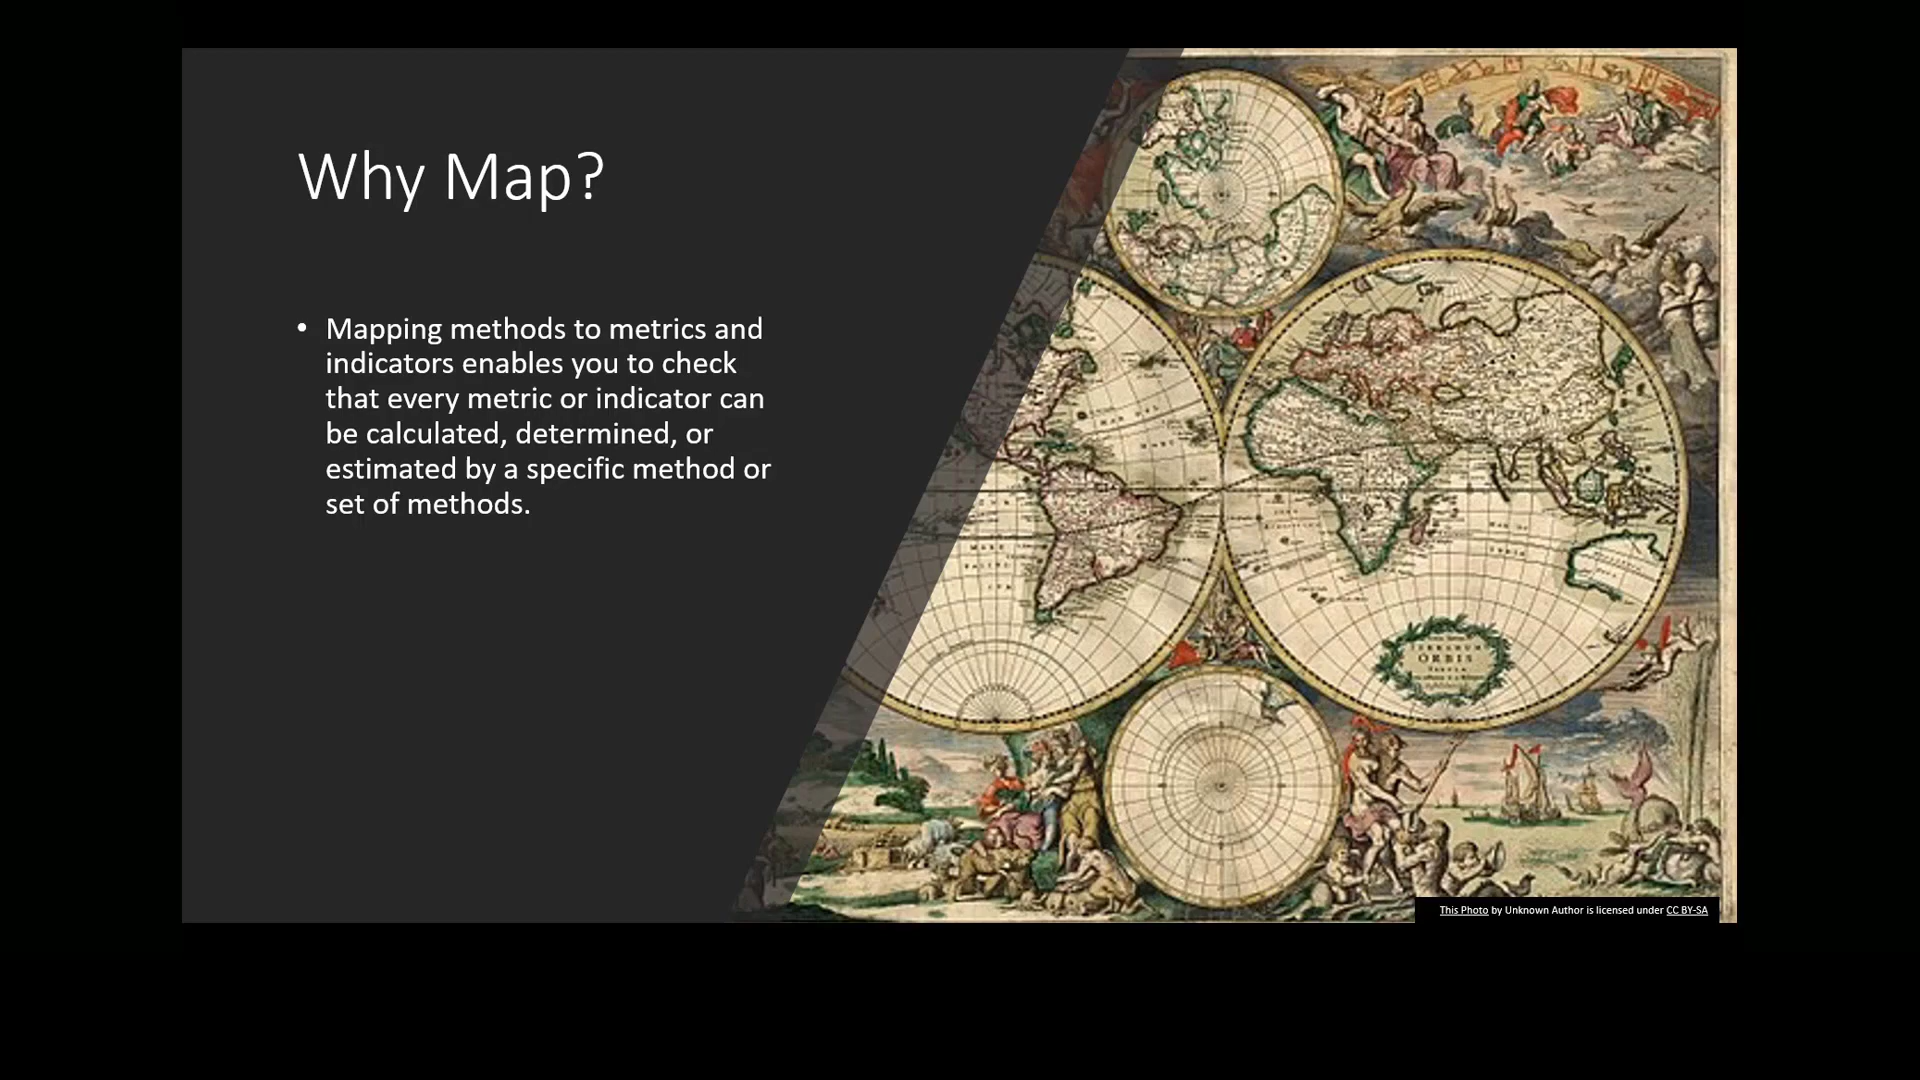 Why Map?
• Mapping methods to metrics and
indicators enables you to check
that every metric or indicator can
be calculated, determined, or
estimated by a specific method or
set of methods.
ORBIS
This Photo by Unknown Author is licensed under CC BY-SA